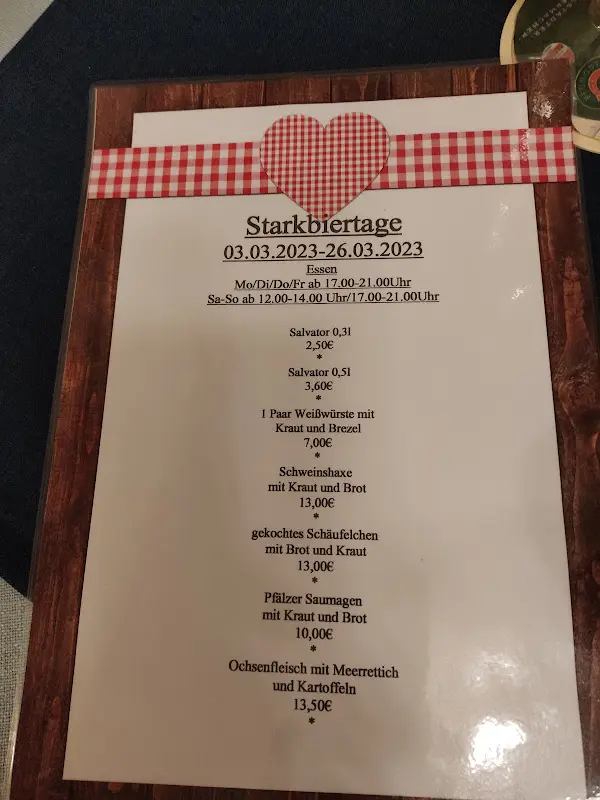 Starkbiertage
03.03.2023-26.03.2023
Essen
Mo/Di/Do/Fr ab 17.00-21.00Uhr
Sa-So ab 12.00-14.00 Uhr/17.00-21.00Uhr
Salvator 0,3l
2,50€
*
Salvator 0,5l
3,60€
*
1 Paar Weißwürste mit
Kraut und Brezel
7,00€
*
Schweinshaxe
mit Kraut und Brot
13,00€
*
gekochtes Schäufelchen
mit Brot und Kraut
13,00€
*
Pfälzer Saumagen
mit Kraut und Brot
10,00€
*
Ochsenfleisch mit Meerrettich
und Kartoffeln
13,50€
*